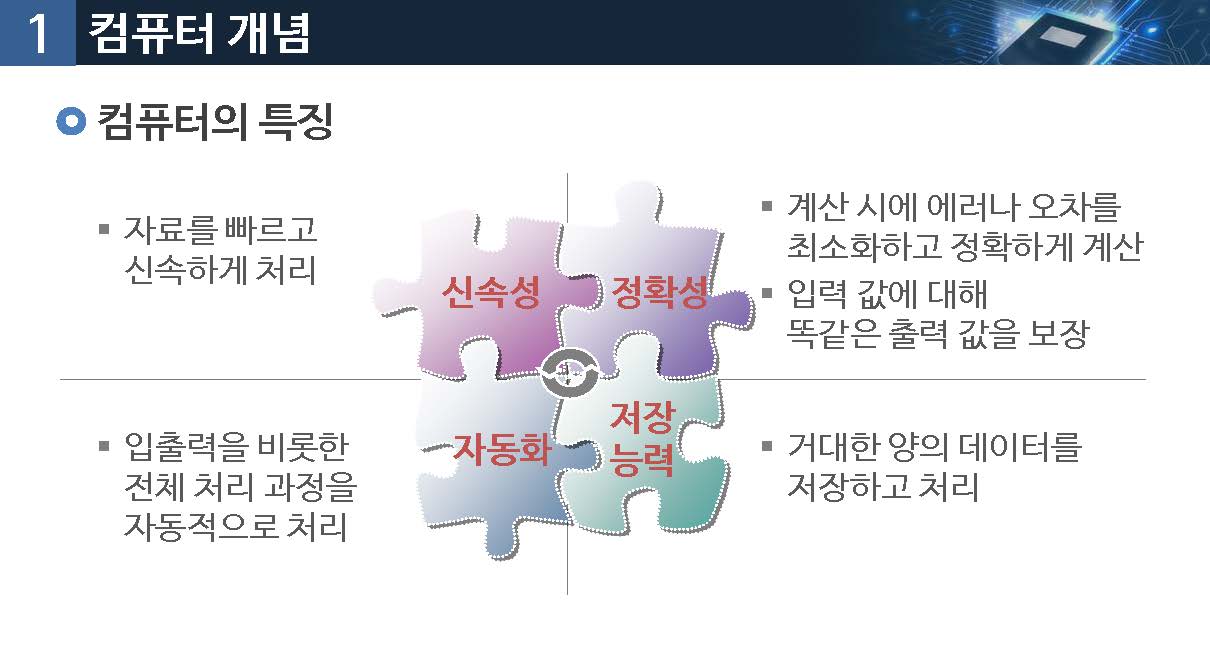 1 컴퓨터 개념
컴퓨터의 특징
자료를 빠르고
신속하게 처리
신속성
정확성
계산 시에 에러나 오차를
최소화하고 정확하게 계산
입력 값에 대해
똑같은 출력 값을 보장
입출력을 비롯한
전체 처리 과정을
자동적으로 처리
자동화
저장
능력
거대한 양의 데이터를
저장하고 처리